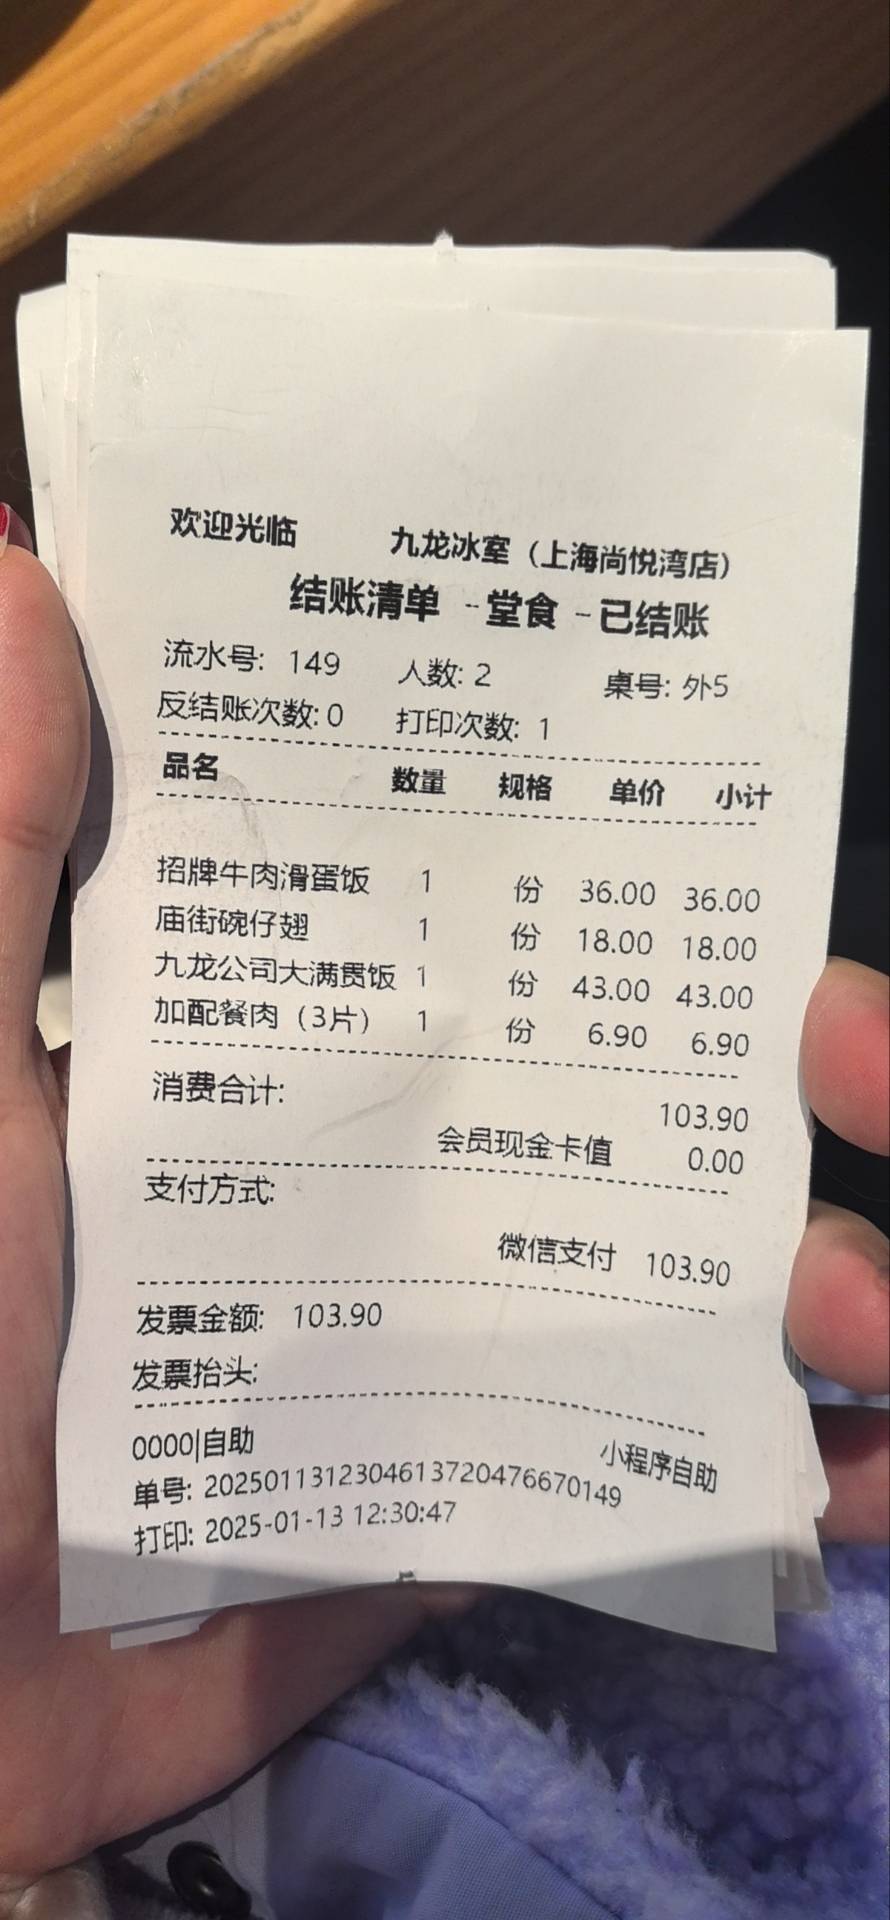 欢迎光临 九龙冰室（上海尚悦湾店）
结账清单 -堂食 -已结账
流水号: 149 人数: 2 桌号: 外5
反结账次数: 0 打印次数: 1
品名 数量 规格 单价 小计
招牌牛肉滑蛋饭 1 份 36.00 36.00
庙街碗仔翅 1 份 18.00 18.00
九龙公司大满贯饭 1 份 43.00 43.00
加配餐肉（3片） 1 份 6.90 6.90
消费合计: 103.90
会员现金卡值 0.00
支付方式:
微信支付 103.90
发票金额: 103.90
发票抬头:
0000|自助 小程序自助
单号: 2025011312304613720476670149
打印: 2025-01-13 12:30:47